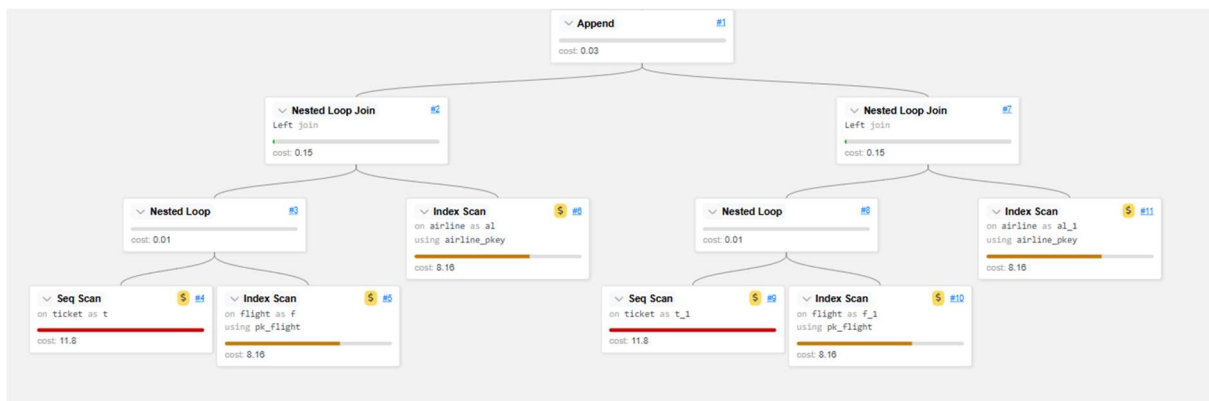 Append #1
cost: 0.03
Nested Loop Join #2
Left join
cost: 0.15
Nested Loop Join #7
Left join
cost: 0.15
Nested Loop #3
cost: 0.01
Index Scan $ #6
on airline as al
using airline_pkey
cost: 8.16
Nested Loop #8
cost: 0.01
Index Scan $ #11
on airline as al_1
using airline_pkey
cost: 8.16
Seq Scan $ #4
on ticket as t
cost: 11.8
Index Scan $ #5
on flight as f
using pk_flight
cost: 8.16
Seq Scan $ #9
on ticket as t_1
cost: 11.8
Index Scan $ #10
on flight as f_1
using pk_flight
cost: 8.16